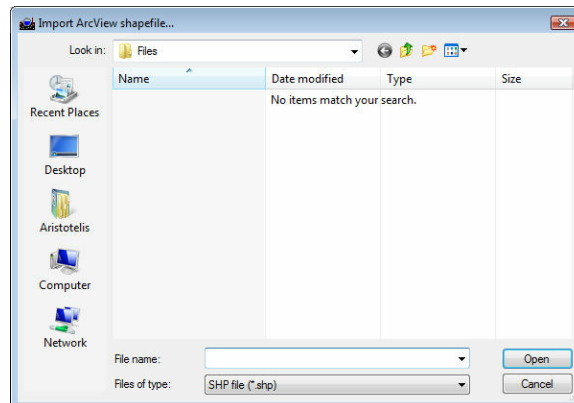 Import ArcView shapefile...
Look in: Files
Name Date modified Type Size
No items match your search.
Recent Places
Desktop
Aristotelis
Computer
Network
File name: Open
Files of type: SHP file (*.shp) Cancel